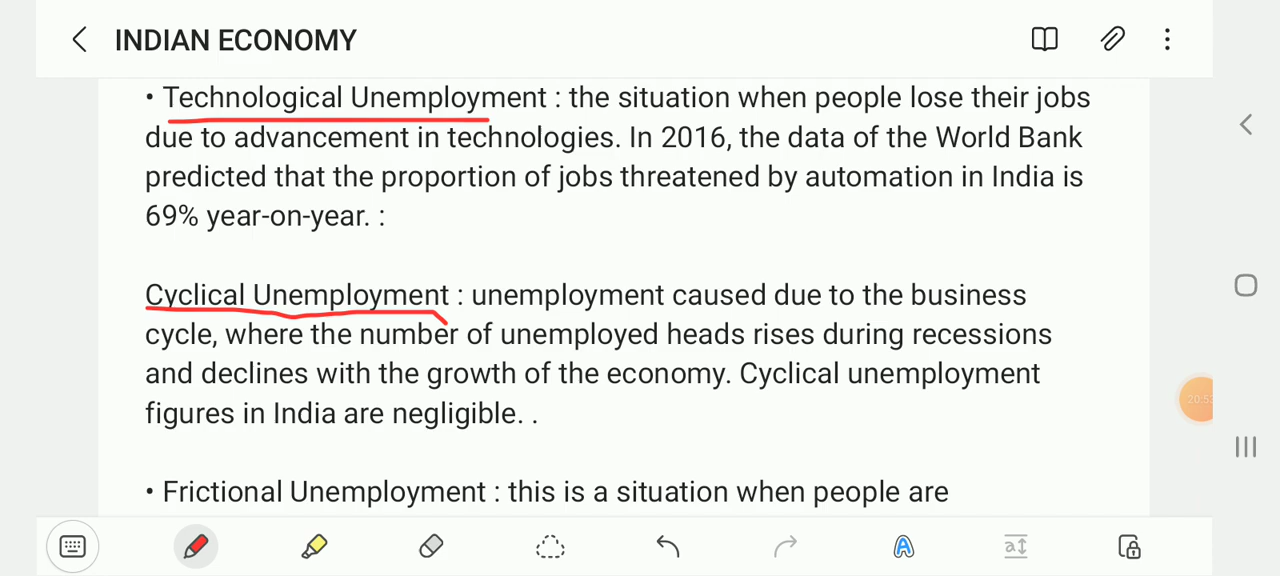 INDIAN ECONOMY
• Technological Unemployment : the situation when people lose their jobs
due to advancement in technologies. In 2016, the data of the World Bank
predicted that the proportion of jobs threatened by automation in India is
69% year-on-year. :
Cyclical Unemployment : unemployment caused due to the business
cycle, where the number of unemployed heads rises during recessions
and declines with the growth of the economy. Cyclical unemployment
figures in India are negligible. .
• Frictional Unemployment : this is a situation when people are